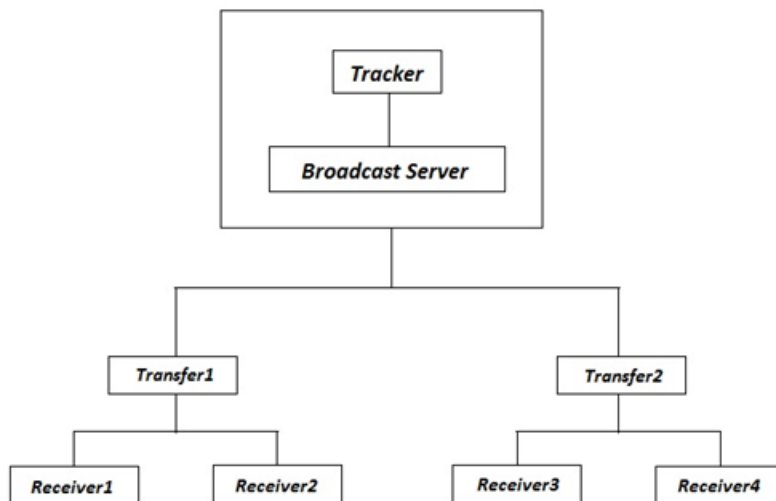 Tracker
Broadcast Server
Transfer1
Transfer2
Receiver1
Receiver2
Receiver3
Receiver4